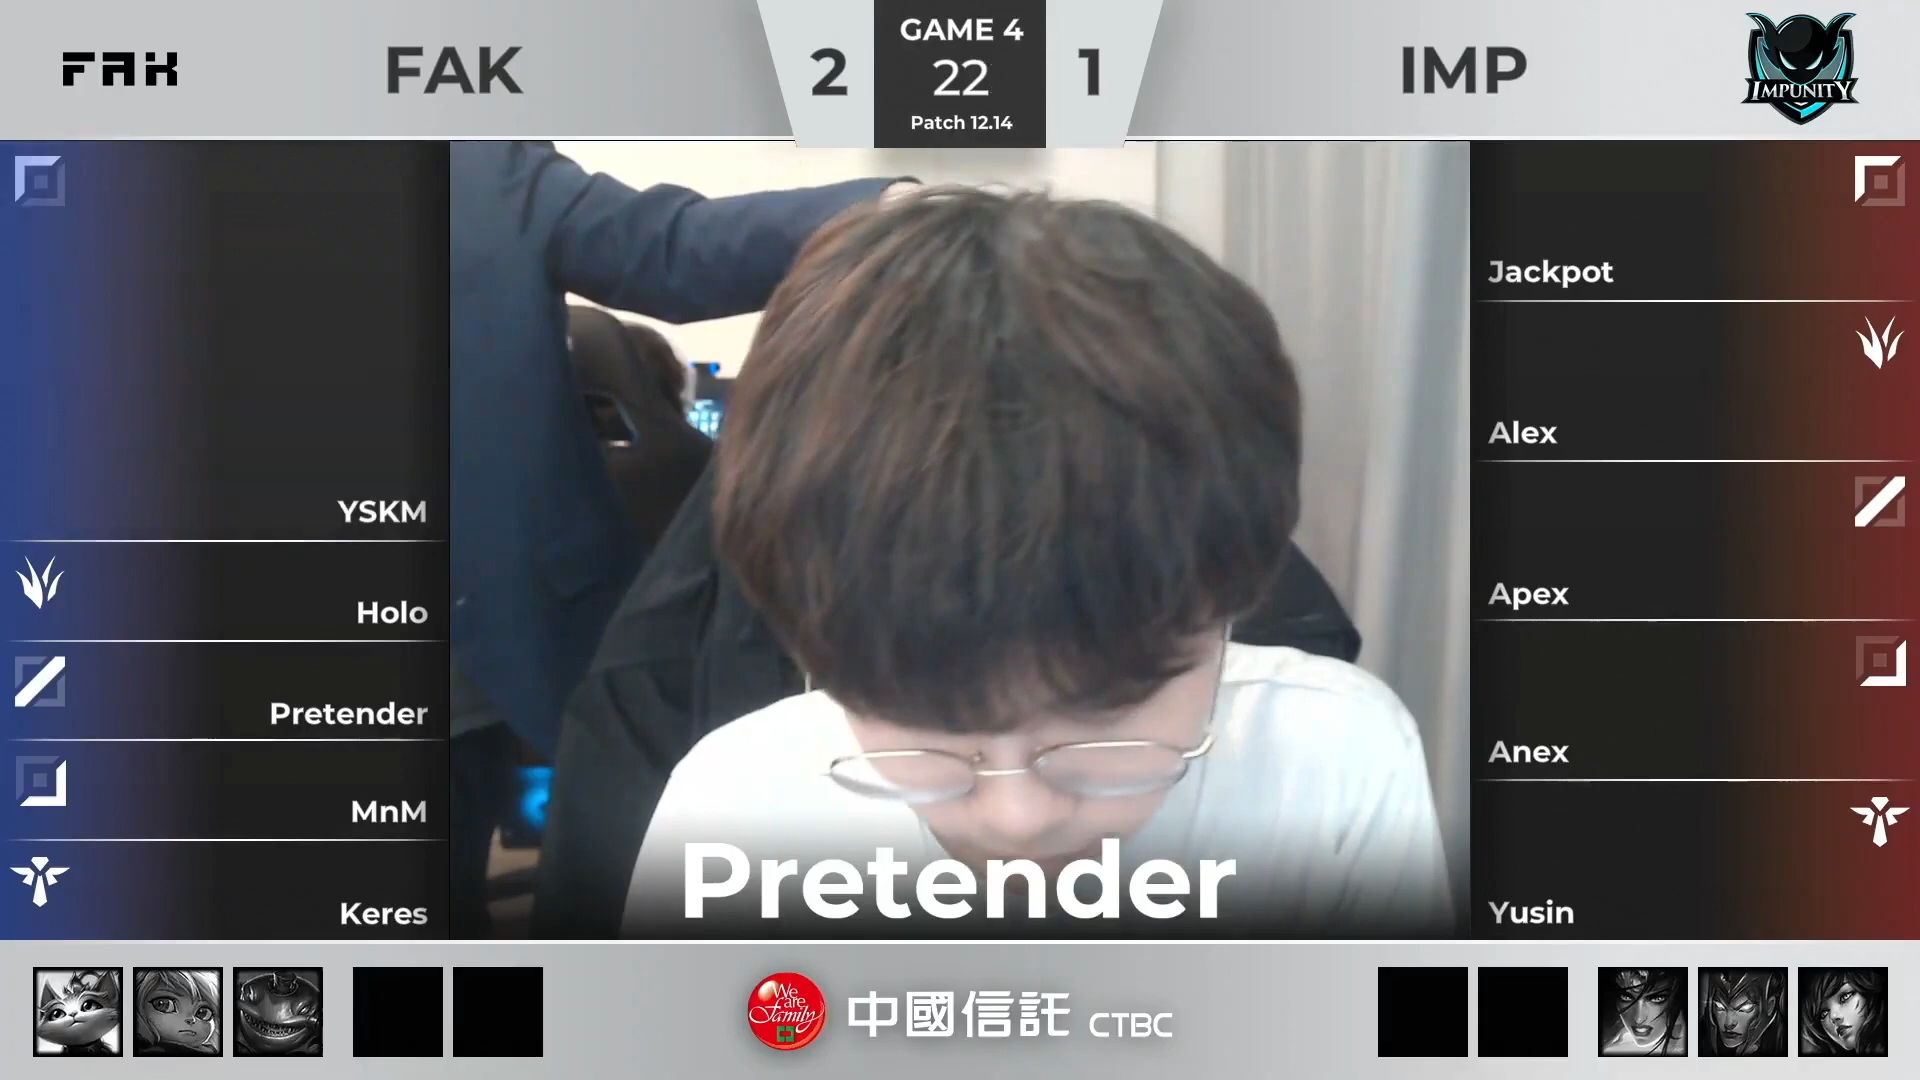 FAK
FAK
2
GAME 4
22
Patch 12.14
1
IMP
IMPUNITY
YSKM
Holo
Pretender
MnM
Keres
Jackpot
Alex
Apex
Anex
Yusin
Pretender
We are Family
中國信託 CTBC